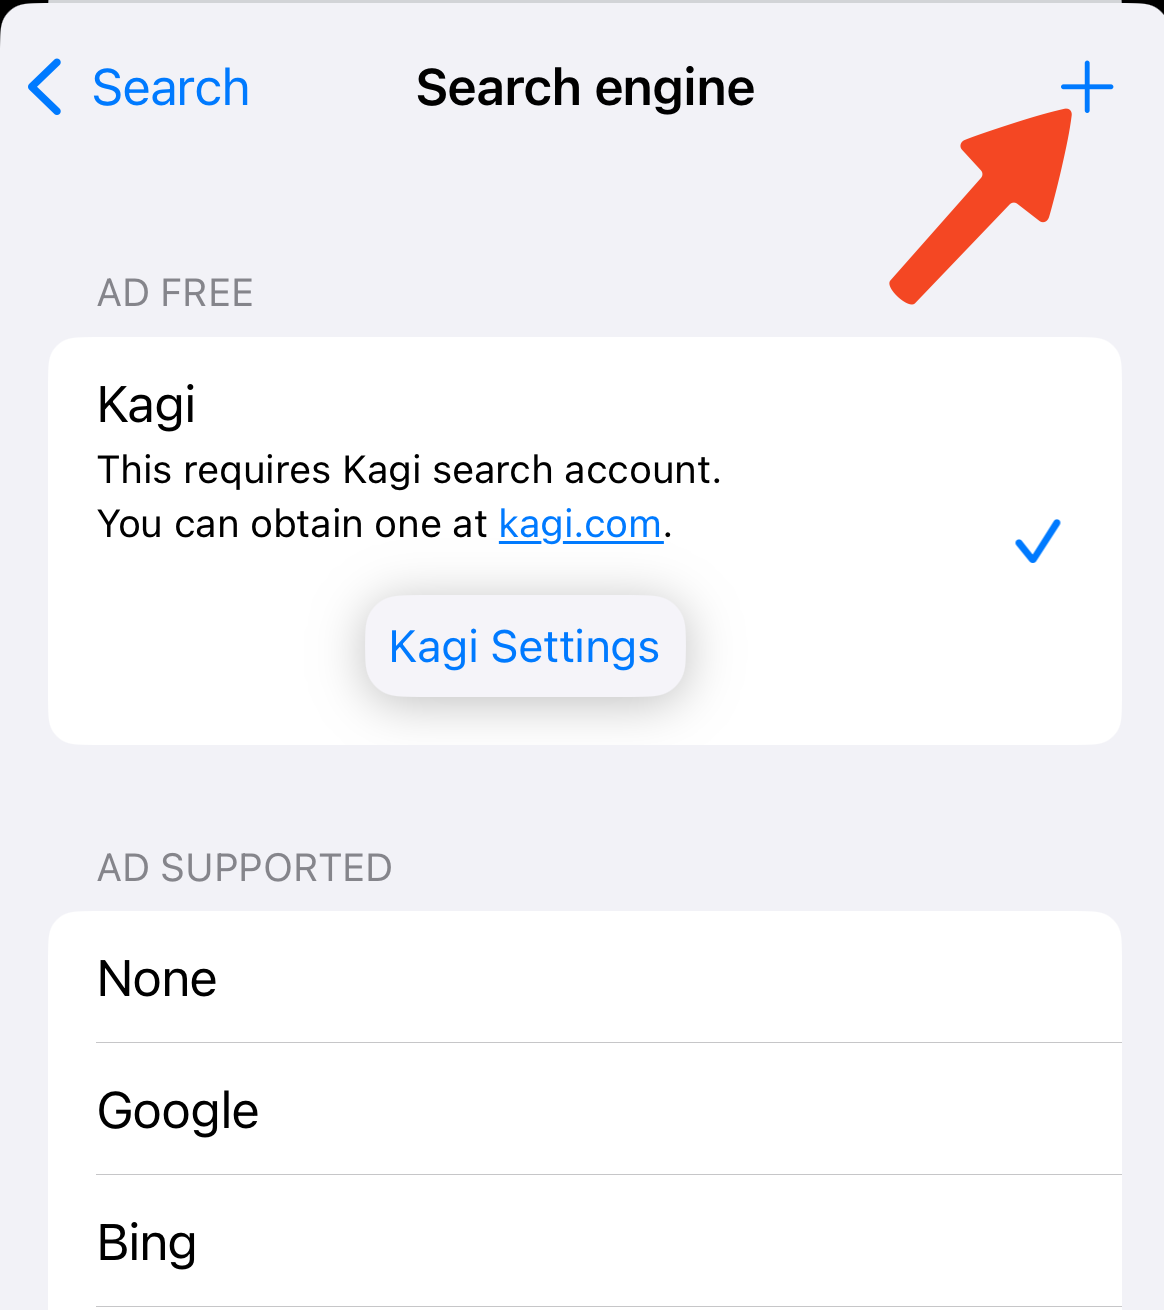 Search
Search engine
AD FREE
Kagi
This requires Kagi search account.
You can obtain one at kagi.com.
Kagi Settings
AD SUPPORTED
None
Google
Bing